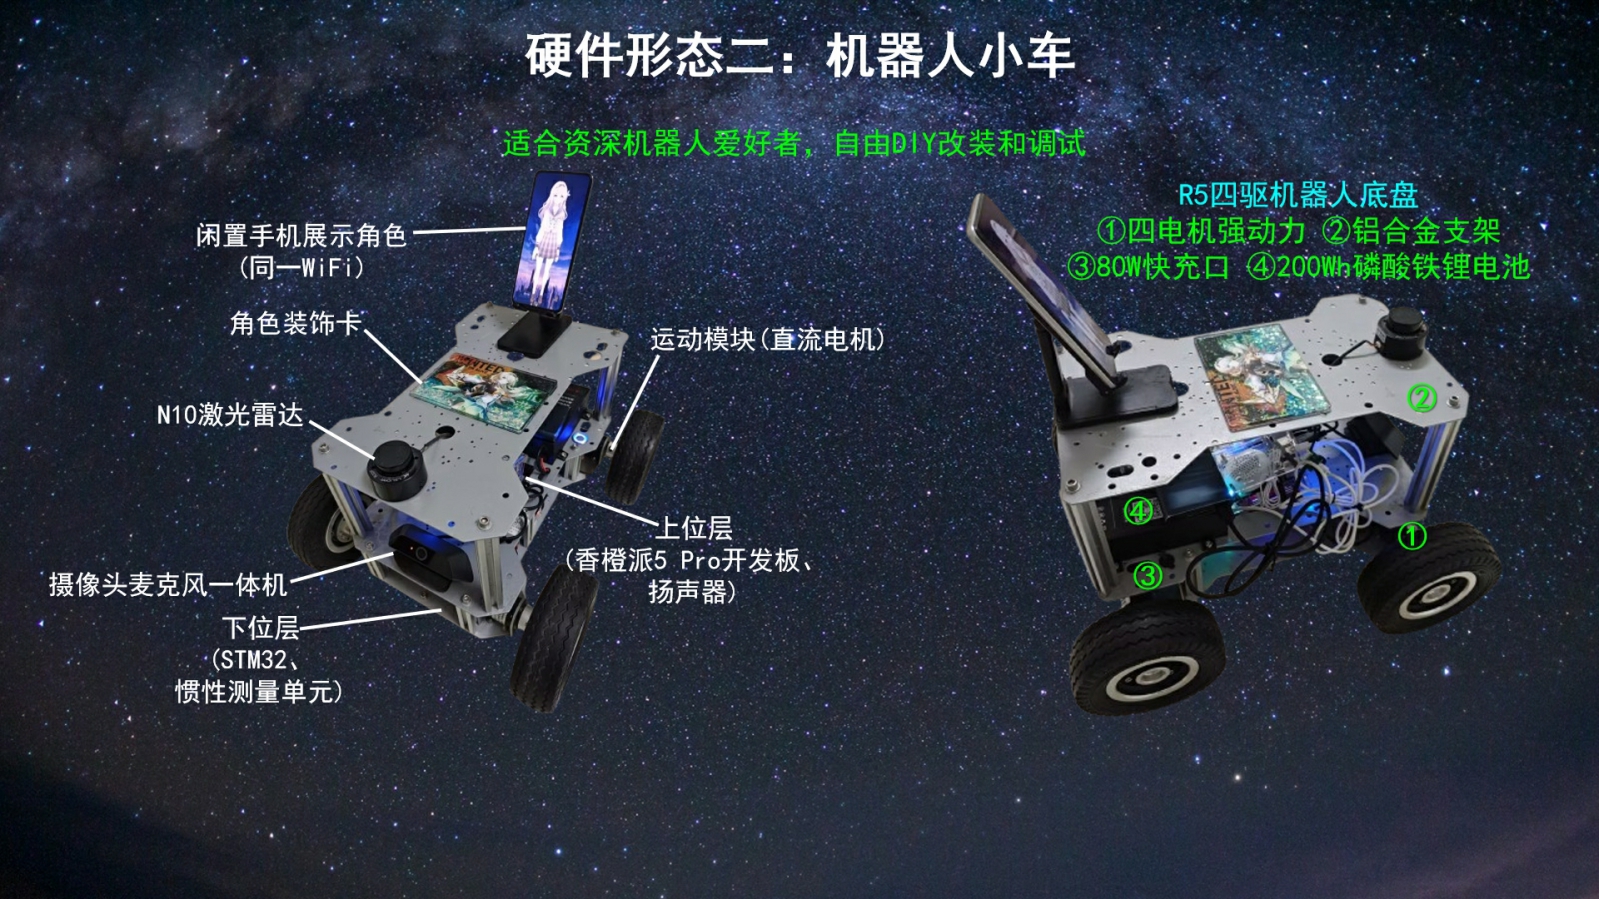 硬件形态二：机器人小车
适合资深机器人爱好者，自由DIY改装和调试
闲置手机展示角色
(同一WiFi)
角色装饰卡
N10激光雷达
摄像头麦克风一体机
下位层
(STM32、
惯性测量单元)
运动模块(直流电机)
上位层
(香橙派5 Pro开发板、
扬声器)
R5四驱机器人底盘
①四电机强动力 ②铝合金支架
③80W快充口 ④200Wh磷酸铁锂电池
②
④
①
③